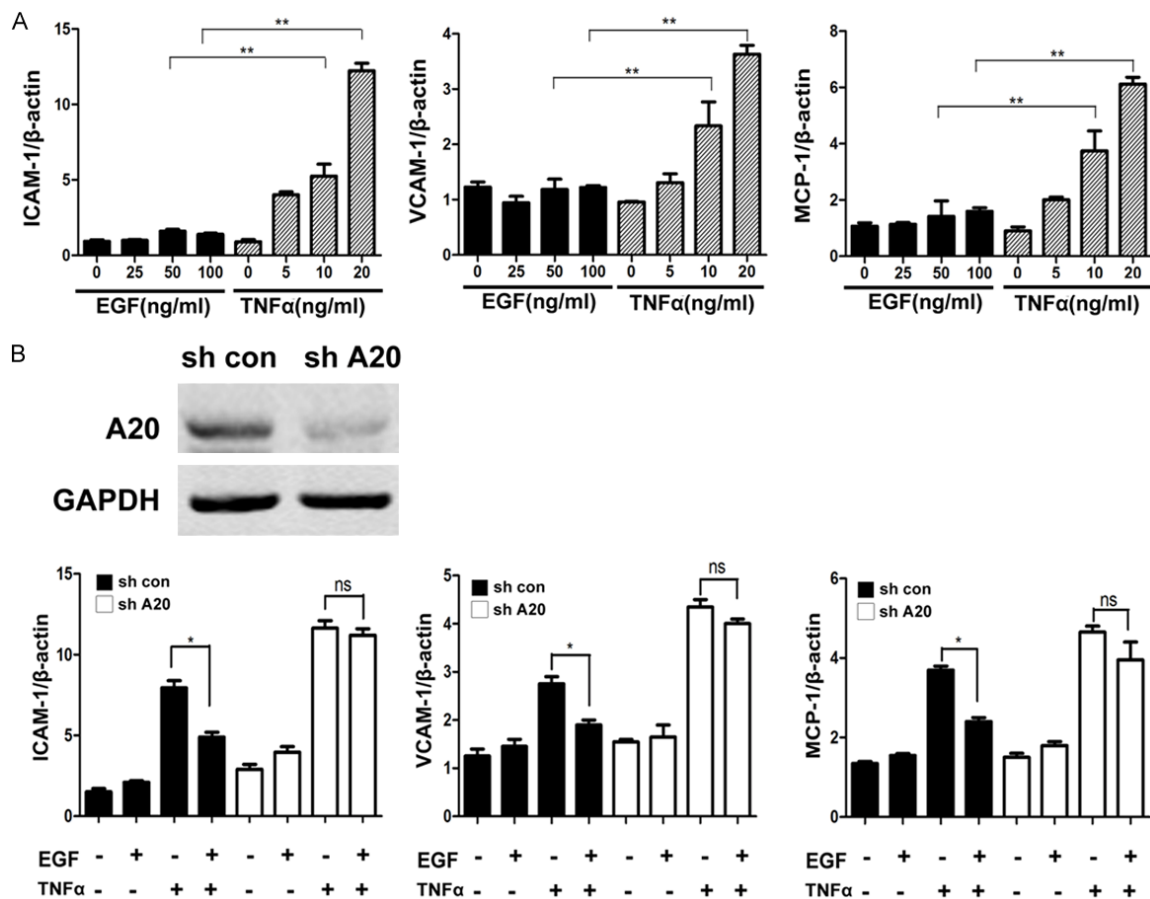 A
ICAM-1/β-actin
15
10
5
0
**
**
0 25 50 100 0 5 10 20
EGF(ng/ml) TNFα(ng/ml)
VCAM-1/β-actin
4
3
2
1
0
**
**
0 25 50 100 0 5 10 20
EGF(ng/ml) TNFα(ng/ml)
MCP-1/β-actin
8
6
4
2
0
**
**
0 25 50 100 0 5 10 20
EGF(ng/ml) TNFα(ng/ml)
B
sh con sh A20
A20
GAPDH
ICAM-1/β-actin
15
10
5
0
sh con
sh A20
*
ns
EGF - + - + - + - +
TNFα - - + + - - + +
VCAM-1/β-actin
5
4
3
2
1
0
sh con
sh A20
*
ns
EGF - + - + - + - +
TNFα - - + + - - + +
MCP-1/β-actin
6
4
2
0
sh con
sh A20
*
ns
EGF - + - + - + - +
TNFα - - + + - - + +